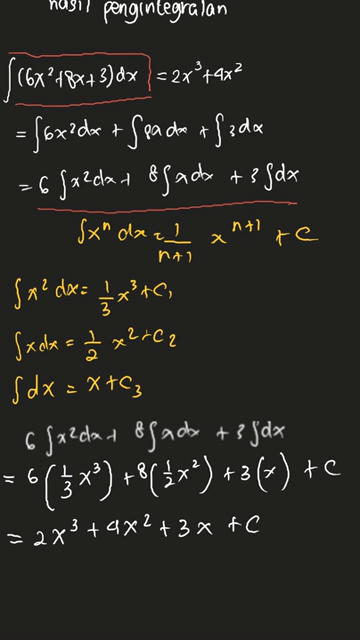 hasil pengintegralan
∫(6x²+8x+3)dx = 2x³+4x²
= ∫6x²dx + ∫8x dx + ∫3dx
= 6∫x²dx + 8∫x dx + 3∫dx
∫xⁿ dx = 1/(n+1) xⁿ⁺¹ + C
∫x² dx = 1/3 x³ + C₁
∫x dx = 1/2 x² + C₂
∫dx = x + C₃
6∫x²dx + 8∫x dx + 3∫dx
= 6(1/3 x³) + 8(1/2 x²) + 3(x) + C
= 2x³ + 4x² + 3x + C